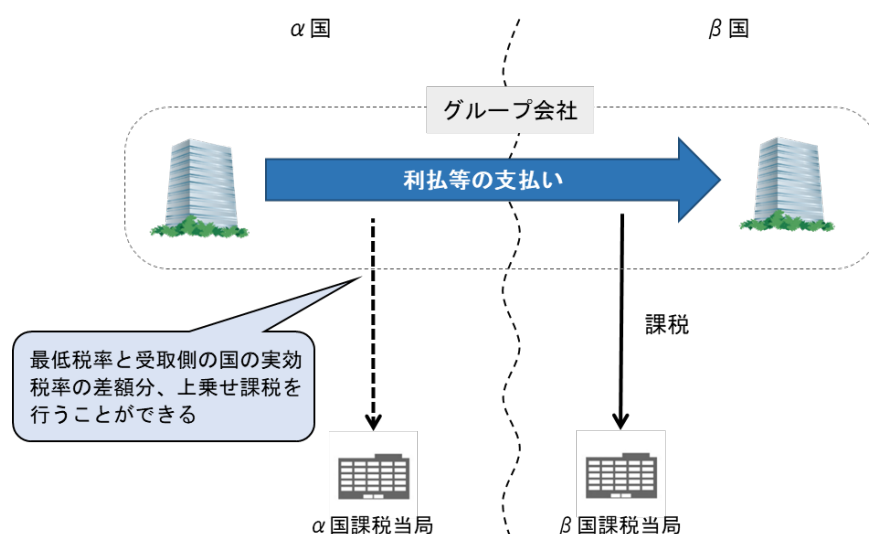 α国
β国
グループ会社
利払等の支払い
課税
最低税率と受取側の国の実効
税率の差額分、上乗せ課税を
行うことができる
α国課税当局
β国課税当局